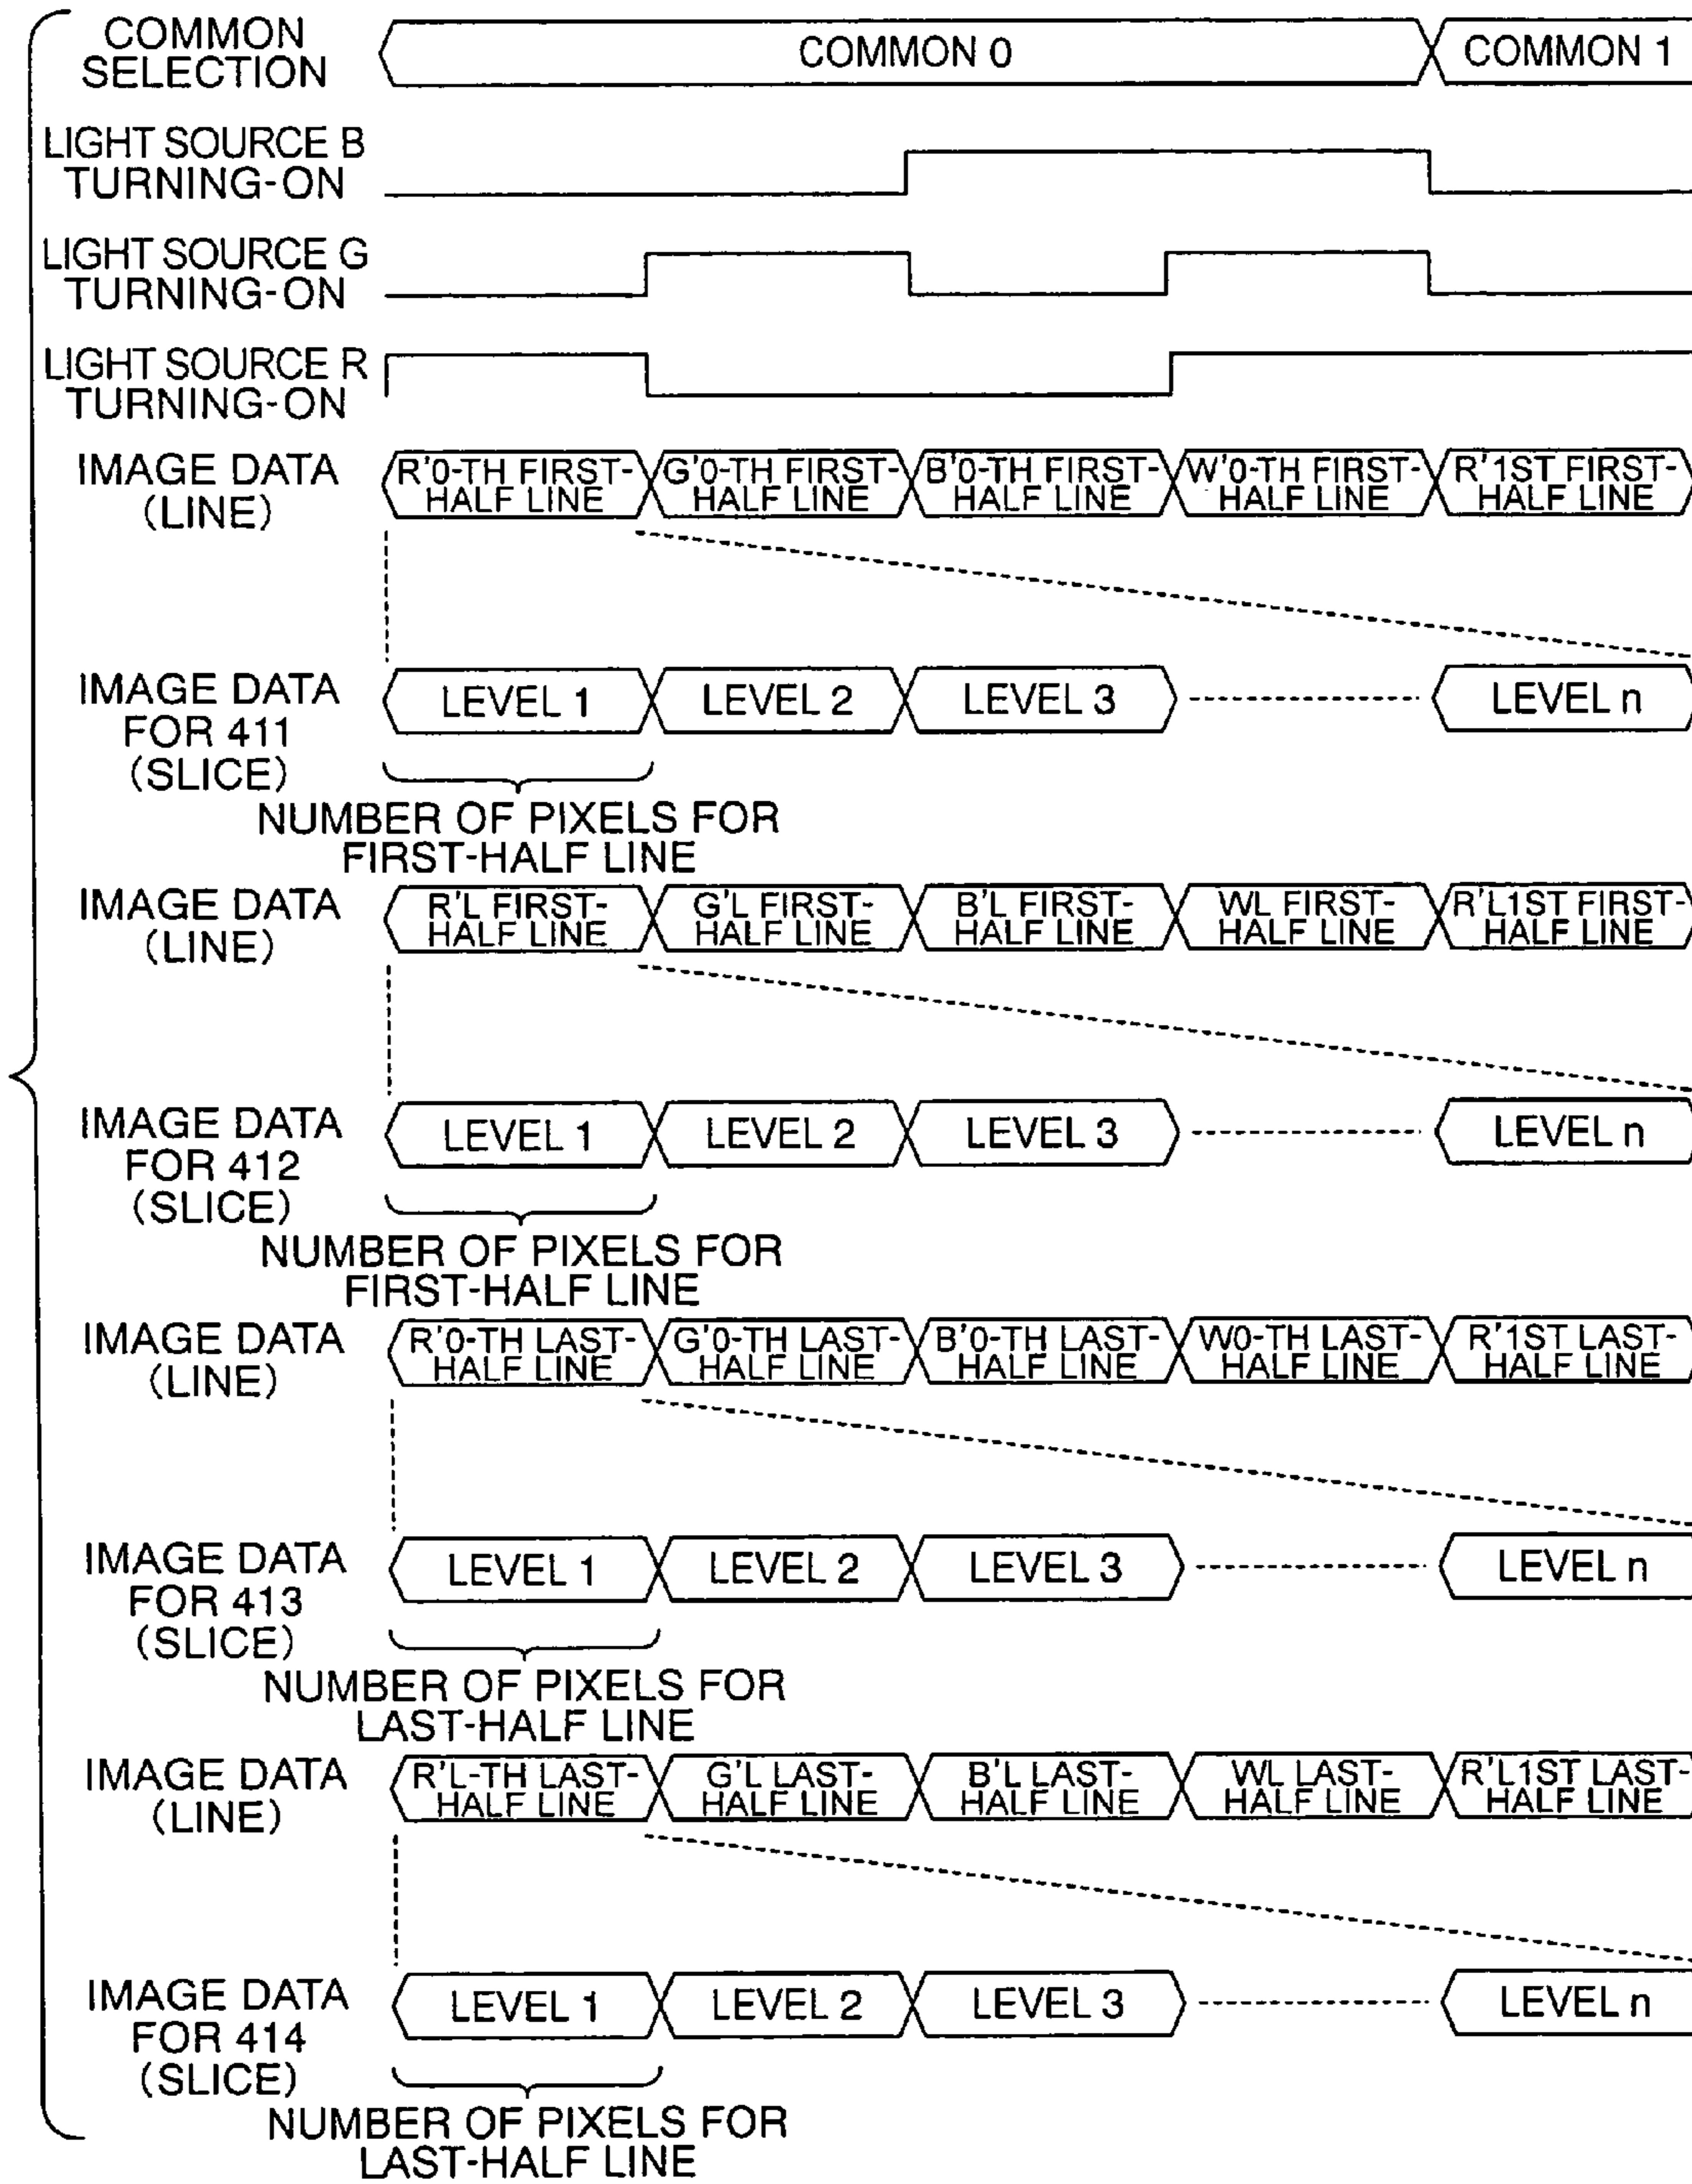 COMMON
SELECTION
COMMON 0
COMMON 1
LIGHT SOURCE B
TURNING-ON
LIGHT SOURCE G
TURNING-ON
LIGHT SOURCE R
TURNING-ON
IMAGE DATA
(LINE)
R'0-TH FIRST-
HALF LINE
G'0-TH FIRST-
HALF LINE
B'0-TH FIRST-
HALF LINE
W'0-TH FIRST-
HALF LINE
R'1ST FIRST-
HALF LINE
IMAGE DATA
FOR 411
(SLICE)
LEVEL 1
LEVEL 2
LEVEL 3
LEVEL n
NUMBER OF PIXELS FOR
FIRST-HALF LINE
IMAGE DATA
(LINE)
R'L FIRST-
HALF LINE
G'L FIRST-
HALF LINE
B'L FIRST-
HALF LINE
WL FIRST-
HALF LINE
R'L1ST FIRST-
HALF LINE
IMAGE DATA
FOR 412
(SLICE)
LEVEL 1
LEVEL 2
LEVEL 3
LEVEL n
NUMBER OF PIXELS FOR
FIRST-HALF LINE
IMAGE DATA
(LINE)
R'0-TH LAST-
HALF LINE
G'0-TH LAST-
HALF LINE
B'0-TH LAST-
HALF LINE
W0-TH LAST-
HALF LINE
R'1ST LAST-
HALF LINE
IMAGE DATA
FOR 413
(SLICE)
LEVEL 1
LEVEL 2
LEVEL 3
LEVEL n
NUMBER OF PIXELS FOR
LAST-HALF LINE
IMAGE DATA
(LINE)
R'L-TH LAST-
HALF LINE
G'L LAST-
HALF LINE
B'L LAST-
HALF LINE
WL LAST-
HALF LINE
R'L1ST LAST-
HALF LINE
IMAGE DATA
FOR 414
(SLICE)
LEVEL 1
LEVEL 2
LEVEL 3
LEVEL n
NUMBER OF PIXELS FOR
LAST-HALF LINE